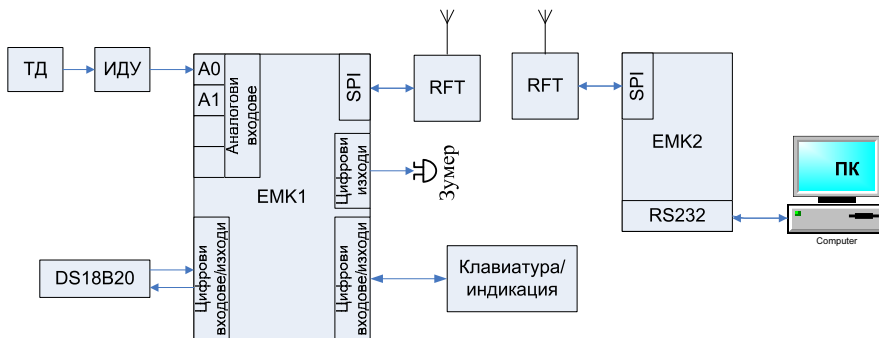 ТД
ИДУ
A0
A1
Аналогови
входове
SPI
RFT
Цифрови
изходи
Зумер
EMK1
DS18B20
Цифрови
входове/изходи
Цифрови
входове/изходи
Клавиатура/
индикация
RFT
SPI
EMK2
RS232
ПК
Computer